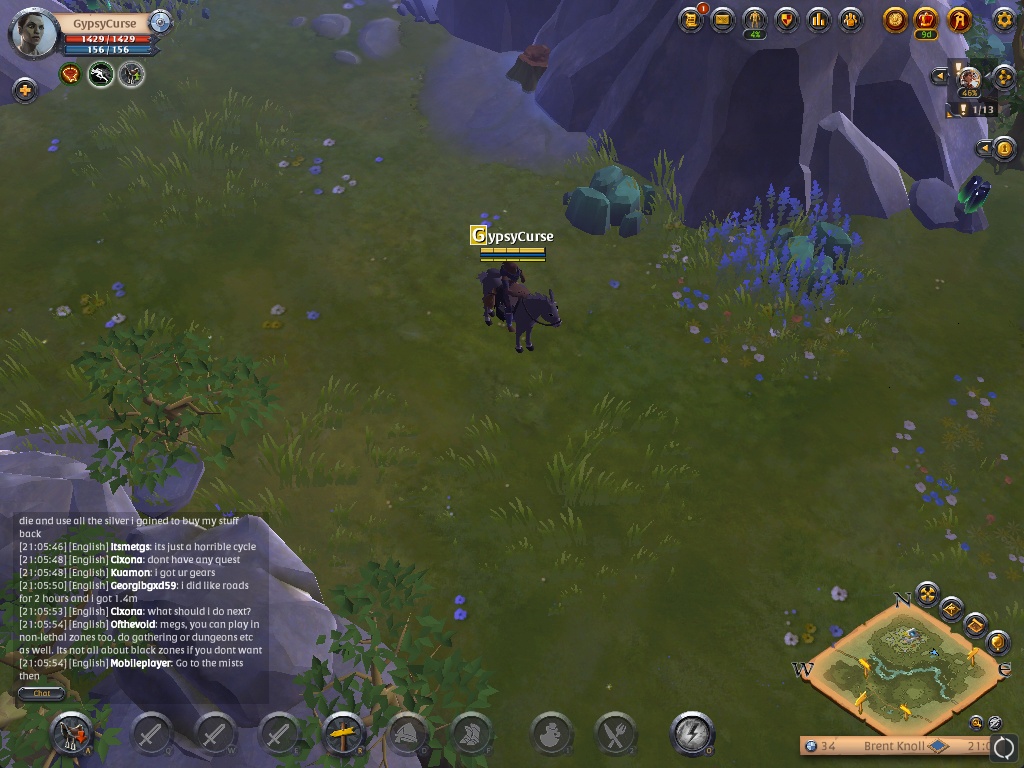 GypsyCurse
1429 / 1429
156 / 156
1
4%
9d
46%
1/13
GypsyCurse
die and use all the silver i gained to buy my stuff
back
[21:05:46] [English] Itsmetgs: its just a horrible cycle
[21:05:48] [English] Cixona: dont have any quest
[21:05:48] [English] Kuamon: i got ur gears
[21:05:50] [English] Georgibgxd59: i did like roads
for 2 hours and i got 1.4m
[21:05:53] [English] Cixona: what should i do next?
[21:05:54] [English] Ofthevold: megs, you can play in
non-lethal zones too, do gathering or dungeons etc
as well. Its not all about black zones if you dont want
[21:05:54] [English] Mobileplayer: Go to the mists
then
Chat
A
R
N
W
E
34
Brent Knoll